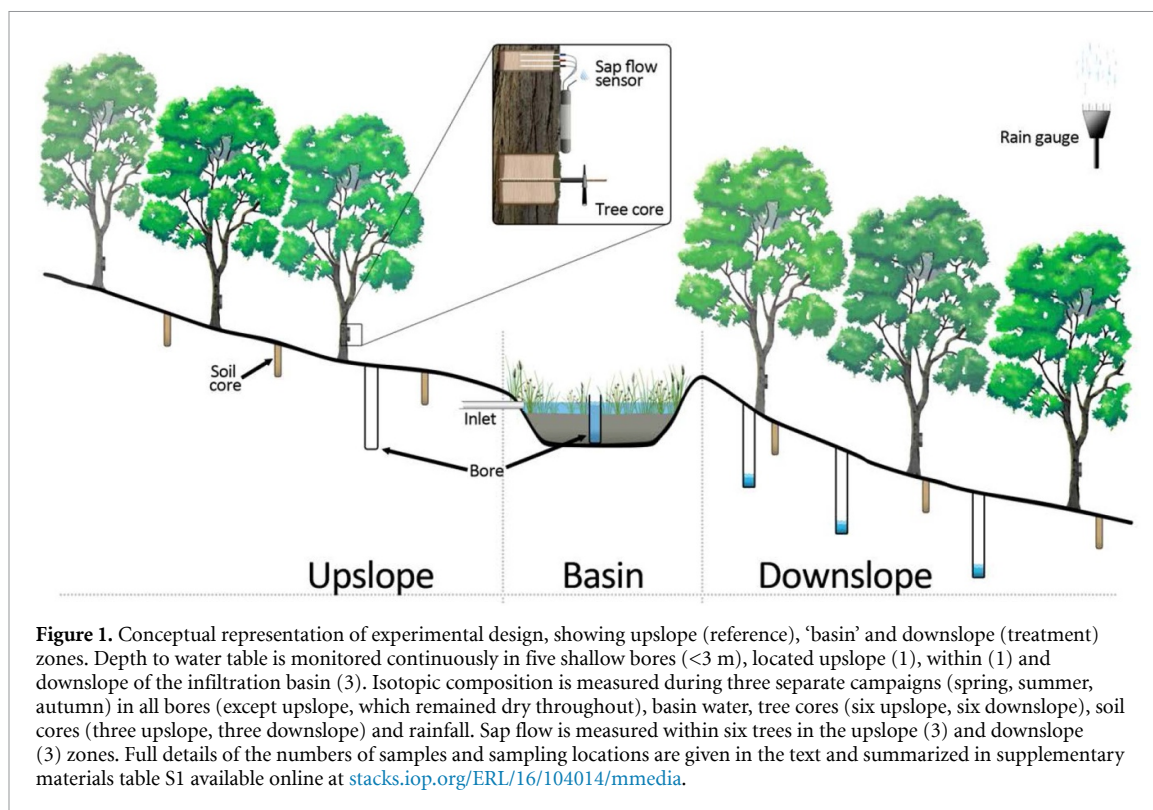 Sap flow
sensor
Rain gauge
Tree core
Soil
core
Inlet
Bore
Upslope
Basin
Downslope
Figure 1. Conceptual representation of experimental design, showing upslope (reference), ‘basin’ and downslope (treatment)
zones. Depth to water table is monitored continuously in five shallow bores (<3 m), located upslope (1), within (1) and
downslope of the infiltration basin (3). Isotopic composition is measured during three separate campaigns (spring, summer,
autumn) in all bores (except upslope, which remained dry throughout), basin water, tree cores (six upslope, six downslope), soil
cores (three upslope, three downslope) and rainfall. Sap flow is measured within six trees in the upslope (3) and downslope
(3) zones. Full details of the numbers of samples and sampling locations are given in the text and summarized in supplementary
materials table S1 available online at stacks.iop.org/ERL/16/104014/mmedia.